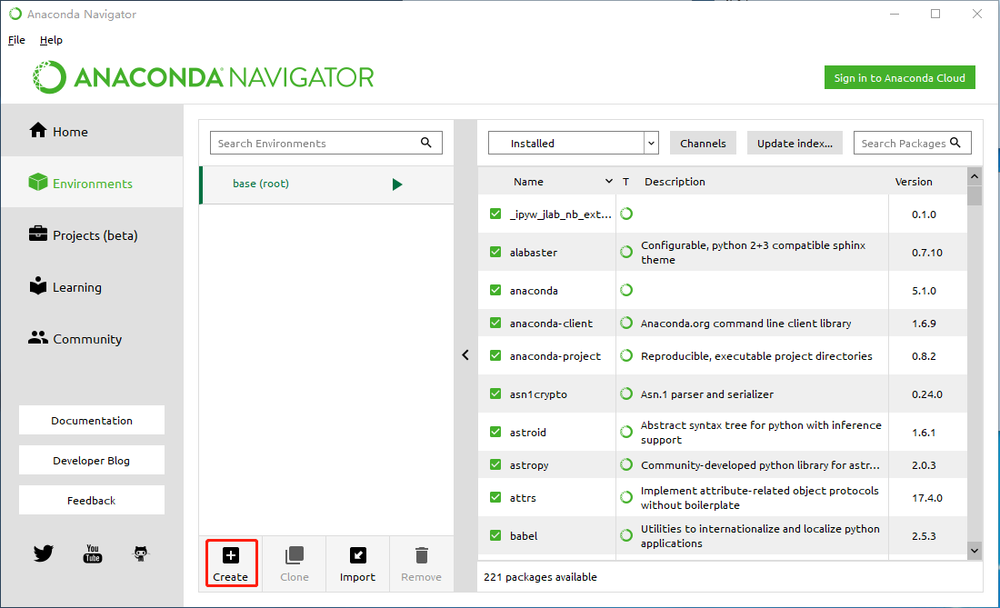 Anaconda Navigator
File Help
ANACONDA NAVIGATOR
Sign in to Anaconda Cloud
Home
Environments
Projects (beta)
Learning
Community
Documentation
Developer Blog
Feedback
You
Tube
Search Environments
base (root)
Create Clone Import Remove
Installed Channels Update index... Search Packages
Name T Description Version
_ipyw_jlab_nb_ext... 0.1.0
alabaster Configurable, python 2+3 compatible sphinx
theme 0.7.10
anaconda 5.1.0
anaconda-client Anaconda.org command line client library 1.6.9
anaconda-project Reproducible, executable project directories 0.8.2
asn1crypto Asn.1 parser and serializer 0.24.0
astroid Abstract syntax tree for python with inference
support 1.6.1
astropy Community-developed python library for astr... 2.0.3
attrs Implement attribute-related object protocols
without boilerplate 17.4.0
babel Utilities to internationalize and localize python
applications 2.5.3
221 packages available